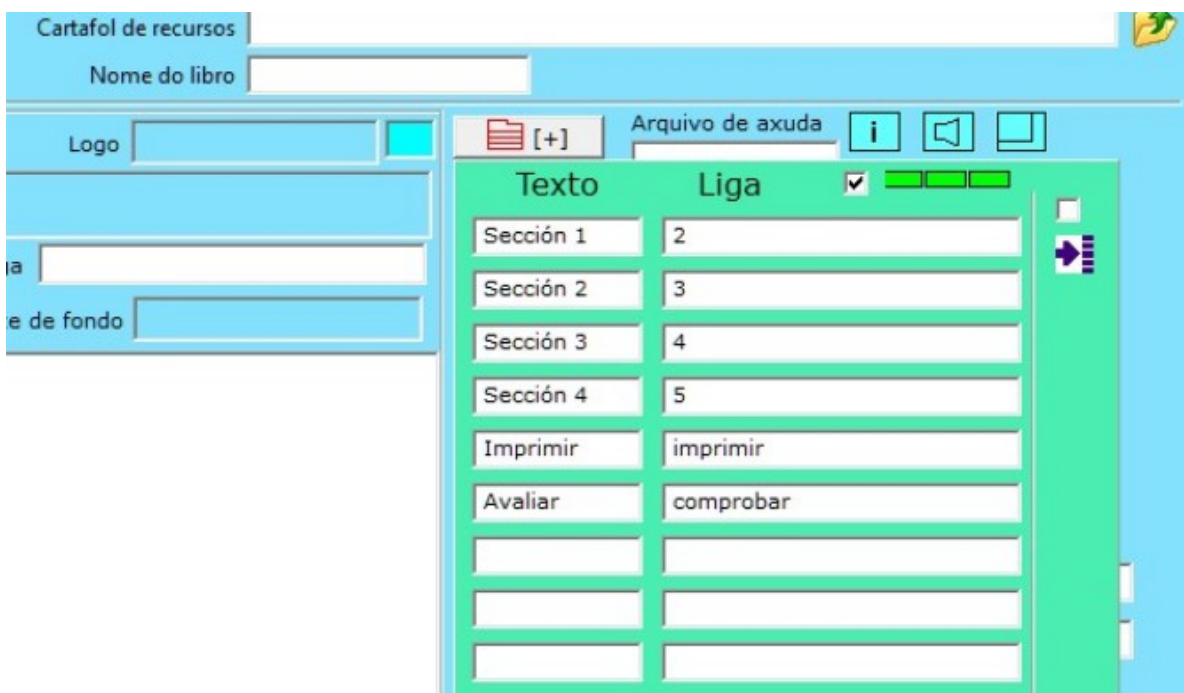 Cartafol de recursos
Nome do libro
Logo
[+]
Arquivo de axuda
i
Texto Liga
Sección 1 2
Sección 2 3
Sección 3 4
Sección 4 5
Imprimir imprimir
Avaliar comprobar
de fondo